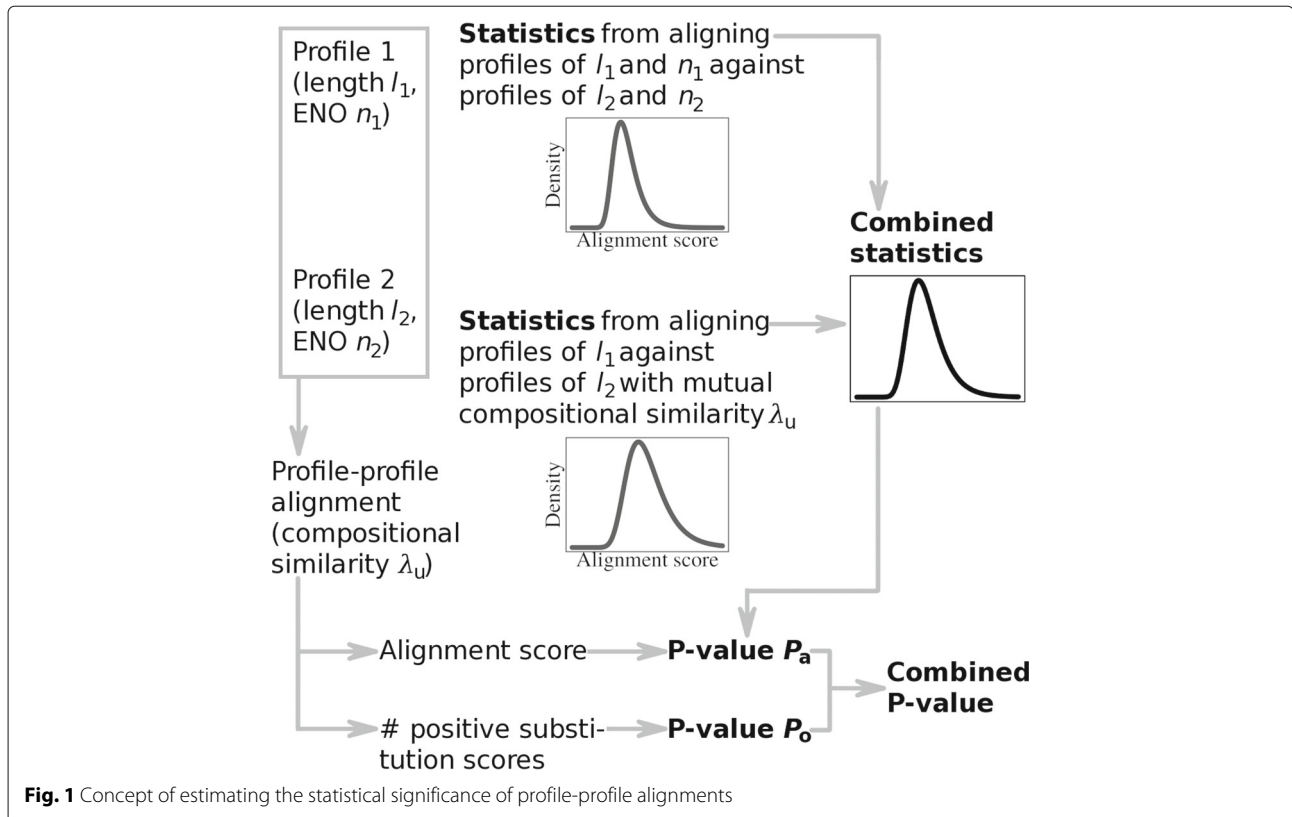 Profile 1
(length l₁,
ENO n₁)
Profile 2
(length l₂,
ENO n₂)
Statistics from aligning
profiles of l₁ and n₁ against
profiles of l₂ and n₂
Density
Alignment score
Combined
statistics
Statistics from aligning
profiles of l₁ against
profiles of l₂ with mutual
compositional similarity λᵤ
Density
Alignment score
Profile-profile
alignment
(compositional
similarity λᵤ)
Alignment score
P-value Pₐ
# positive substi-
tution scores
P-value Pₒ
Combined
P-value
Fig. 1 Concept of estimating the statistical significance of profile-profile alignments